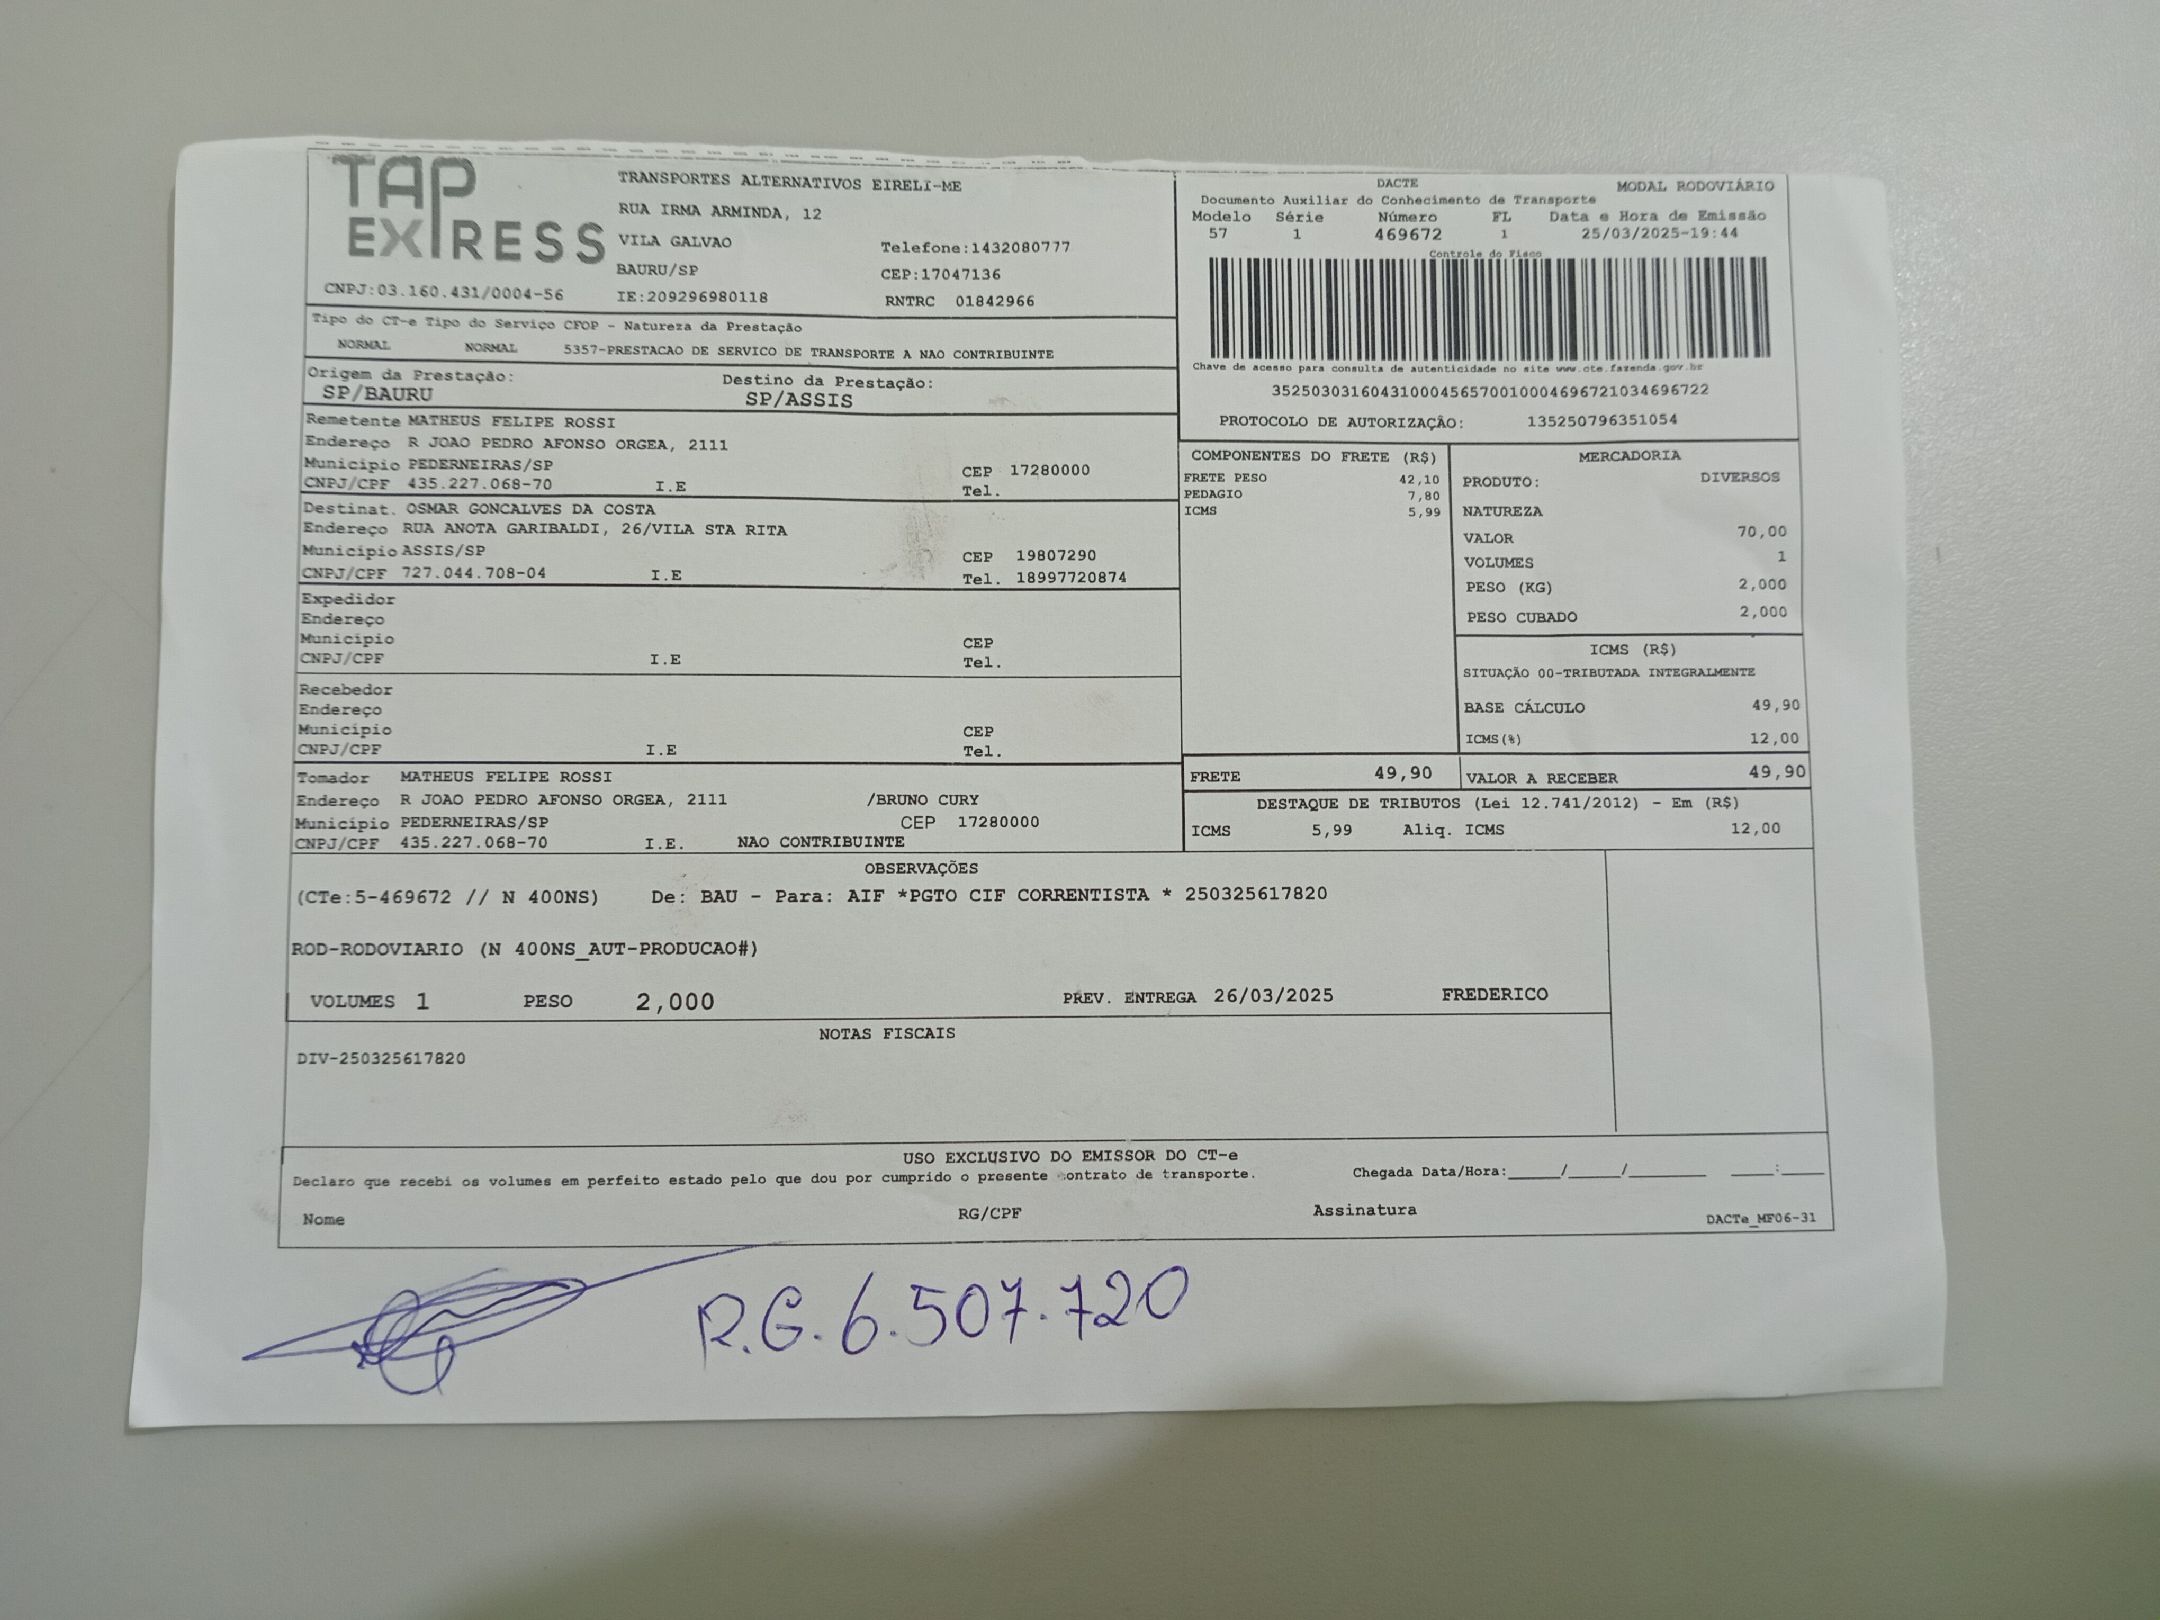 TAP EXPRESS
TRANSPORTES ALTERNATIVOS EIRELI-ME
RUA IRMA ARMINDA, 12
VILA GALVAO
Telefone:1432080777
BAURU/SP
CEP:17047136
CNPJ:03.160.431/0004-56
IE:209296980118
RNTRC 01842966
DACTE
MODAL RODOVIÁRIO
Documento Auxiliar do Conhecimento de Transporte
Modelo Série Número FL Data e Hora de Emissão
57 1 469672 1 25/03/2025-19:44
Controle do Fisco
Chave de acesso para consulta de autenticidade no site www.cte.fazenda.gov.br
35250303160431000456570010004696721034696722
PROTOCOLO DE AUTORIZAÇÃO: 135250796351054
Tipo do CT-e Tipo do Serviço CFOP - Natureza da Prestação
NORMAL NORMAL 5357-PRESTACAO DE SERVICO DE TRANSPORTE A NAO CONTRIBUINTE
Origem da Prestação: Destino da Prestação:
SP/BAURU SP/ASSIS
Remetente MATHEUS FELIPE ROSSI
Endereço R JOAO PEDRO AFONSO ORGEA, 2111
Município PEDERNEIRAS/SP CEP 17280000
CNPJ/CPF 435.227.068-70 I.E Tel.
Destinat. OSMAR GONCALVES DA COSTA
Endereço RUA ANOTA GARIBALDI, 26/VILA STA RITA
Município ASSIS/SP CEP 19807290
CNPJ/CPF 727.044.708-04 I.E Tel. 18997720874
Expedidor
Endereço
Município CEP
CNPJ/CPF I.E Tel.
Recebedor
Endereço
Município CEP
CNPJ/CPF I.E Tel.
Tomador MATHEUS FELIPE ROSSI
Endereço R JOAO PEDRO AFONSO ORGEA, 2111 /BRUNO CURY
Município PEDERNEIRAS/SP CEP 17280000
CNPJ/CPF 435.227.068-70 I.E. NAO CONTRIBUINTE
COMPONENTES DO FRETE (R$)
FRETE PESO 42,10
PEDAGIO 7,80
ICMS 5,99
MERCADORIA
PRODUTO: DIVERSOS
NATUREZA
VALOR 70,00
VOLUMES 1
PESO (KG) 2,000
PESO CUBADO 2,000
ICMS (R$)
SITUAÇÃO 00-TRIBUTADA INTEGRALMENTE
BASE CÁLCULO 49,90
ICMS(%) 12,00
FRETE 49,90 VALOR A RECEBER 49,90
DESTAQUE DE TRIBUTOS (Lei 12.741/2012) - Em (R$)
ICMS 5,99 Aliq. ICMS 12,00
OBSERVAÇÕES
(CTe:5-469672 // N 400NS) De: BAU - Para: AIF *PGTO CIF CORRENTISTA * 250325617820
ROD-RODOVIARIO (N 400NS_AUT-PRODUCAO#)
VOLUMES 1 PESO 2,000 PREV. ENTREGA 26/03/2025 FREDERICO
NOTAS FISCAIS
DIV-250325617820
USO EXCLUSIVO DO EMISSOR DO CT-e
Declaro que recebi os volumes em perfeito estado pelo que dou por cumprido o presente contrato de transporte. Chegada Data/Hora:_____/_____/_______ ____:____
Nome RG/CPF Assinatura DACTe_MF06-31
R.G. 6.507.720